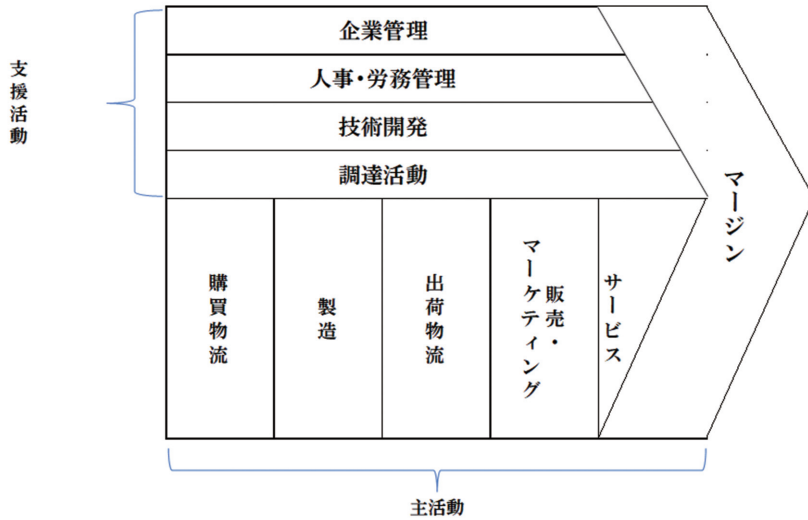 支援活動
企業管理
人事・労務管理
技術開発
調達活動
マージン
購買物流
製造
出荷物流
販売・
マーケティング
サービス
主活動